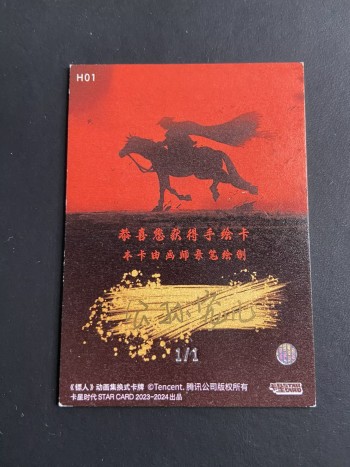 H01
恭喜您获得手绘卡
本卡由画师亲笔绘制
1/1
《镖人》动画集换式卡牌 ©Tencent. 腾讯公司版权所有
卡星时代 STAR CARD 2023-2024出品